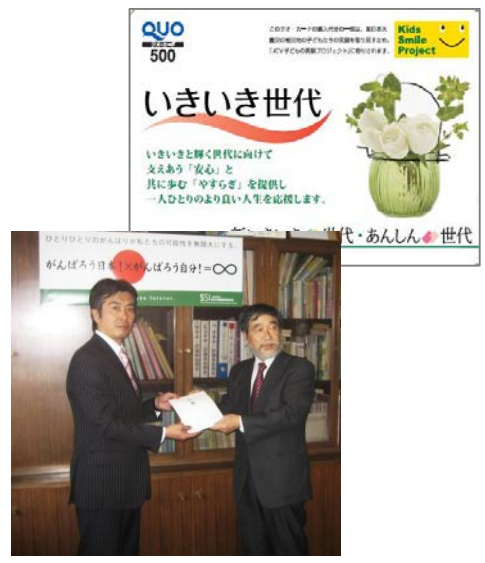 QUO
クオ・カード
500
このクオ・カードの購入代金の一部は、東日本大
震災の被災地の子どもたちの笑顔を取り戻すため、
「JCV子どもの笑顔プロジェクト」に寄付されます。
Kids
Smile
Project
いきいき世代
いきいきと輝く世代に向けて
支えあう「安心」と
共に歩む「やすらぎ」を提供し
一人ひとりのより良い人生を応援します。
世代・あんしん世代
ひとりひとりのがんばりが私たちの可能性を無限大にする。
がんばろう日本！×がんばろう自分！=∞
forever.
SSI